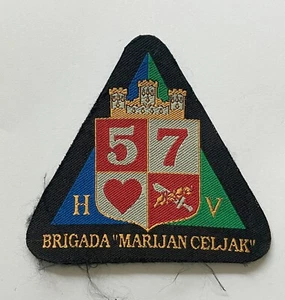 57
H V
BRIGADA "MARIJAN CELJAK"